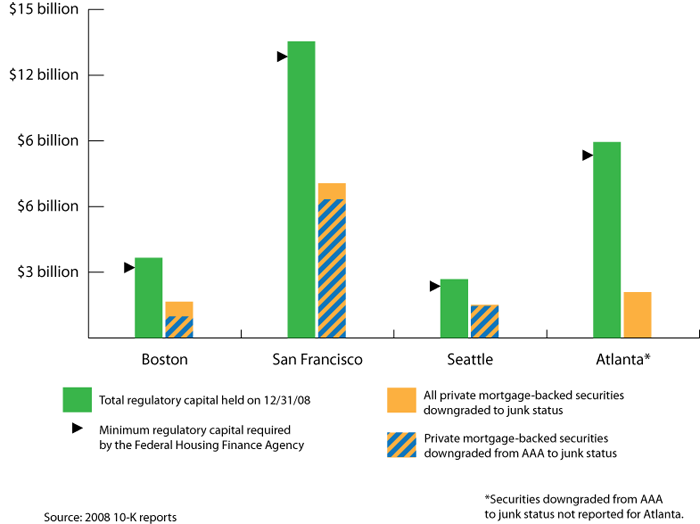 $15 billion
$12 billion
$6 billion
$6 billion
$3 billion
Boston
San Francisco
Seattle
Atlanta*
Total regulatory capital held on 12/31/08
Minimum regulatory capital required
by the Federal Housing Finance Agency
All private mortgage-backed securities
downgraded to junk status
Private mortgage-backed securities
downgraded from AAA to junk status
Source: 2008 10-K reports
*Securities downgraded from AAA
to junk status not reported for Atlanta.